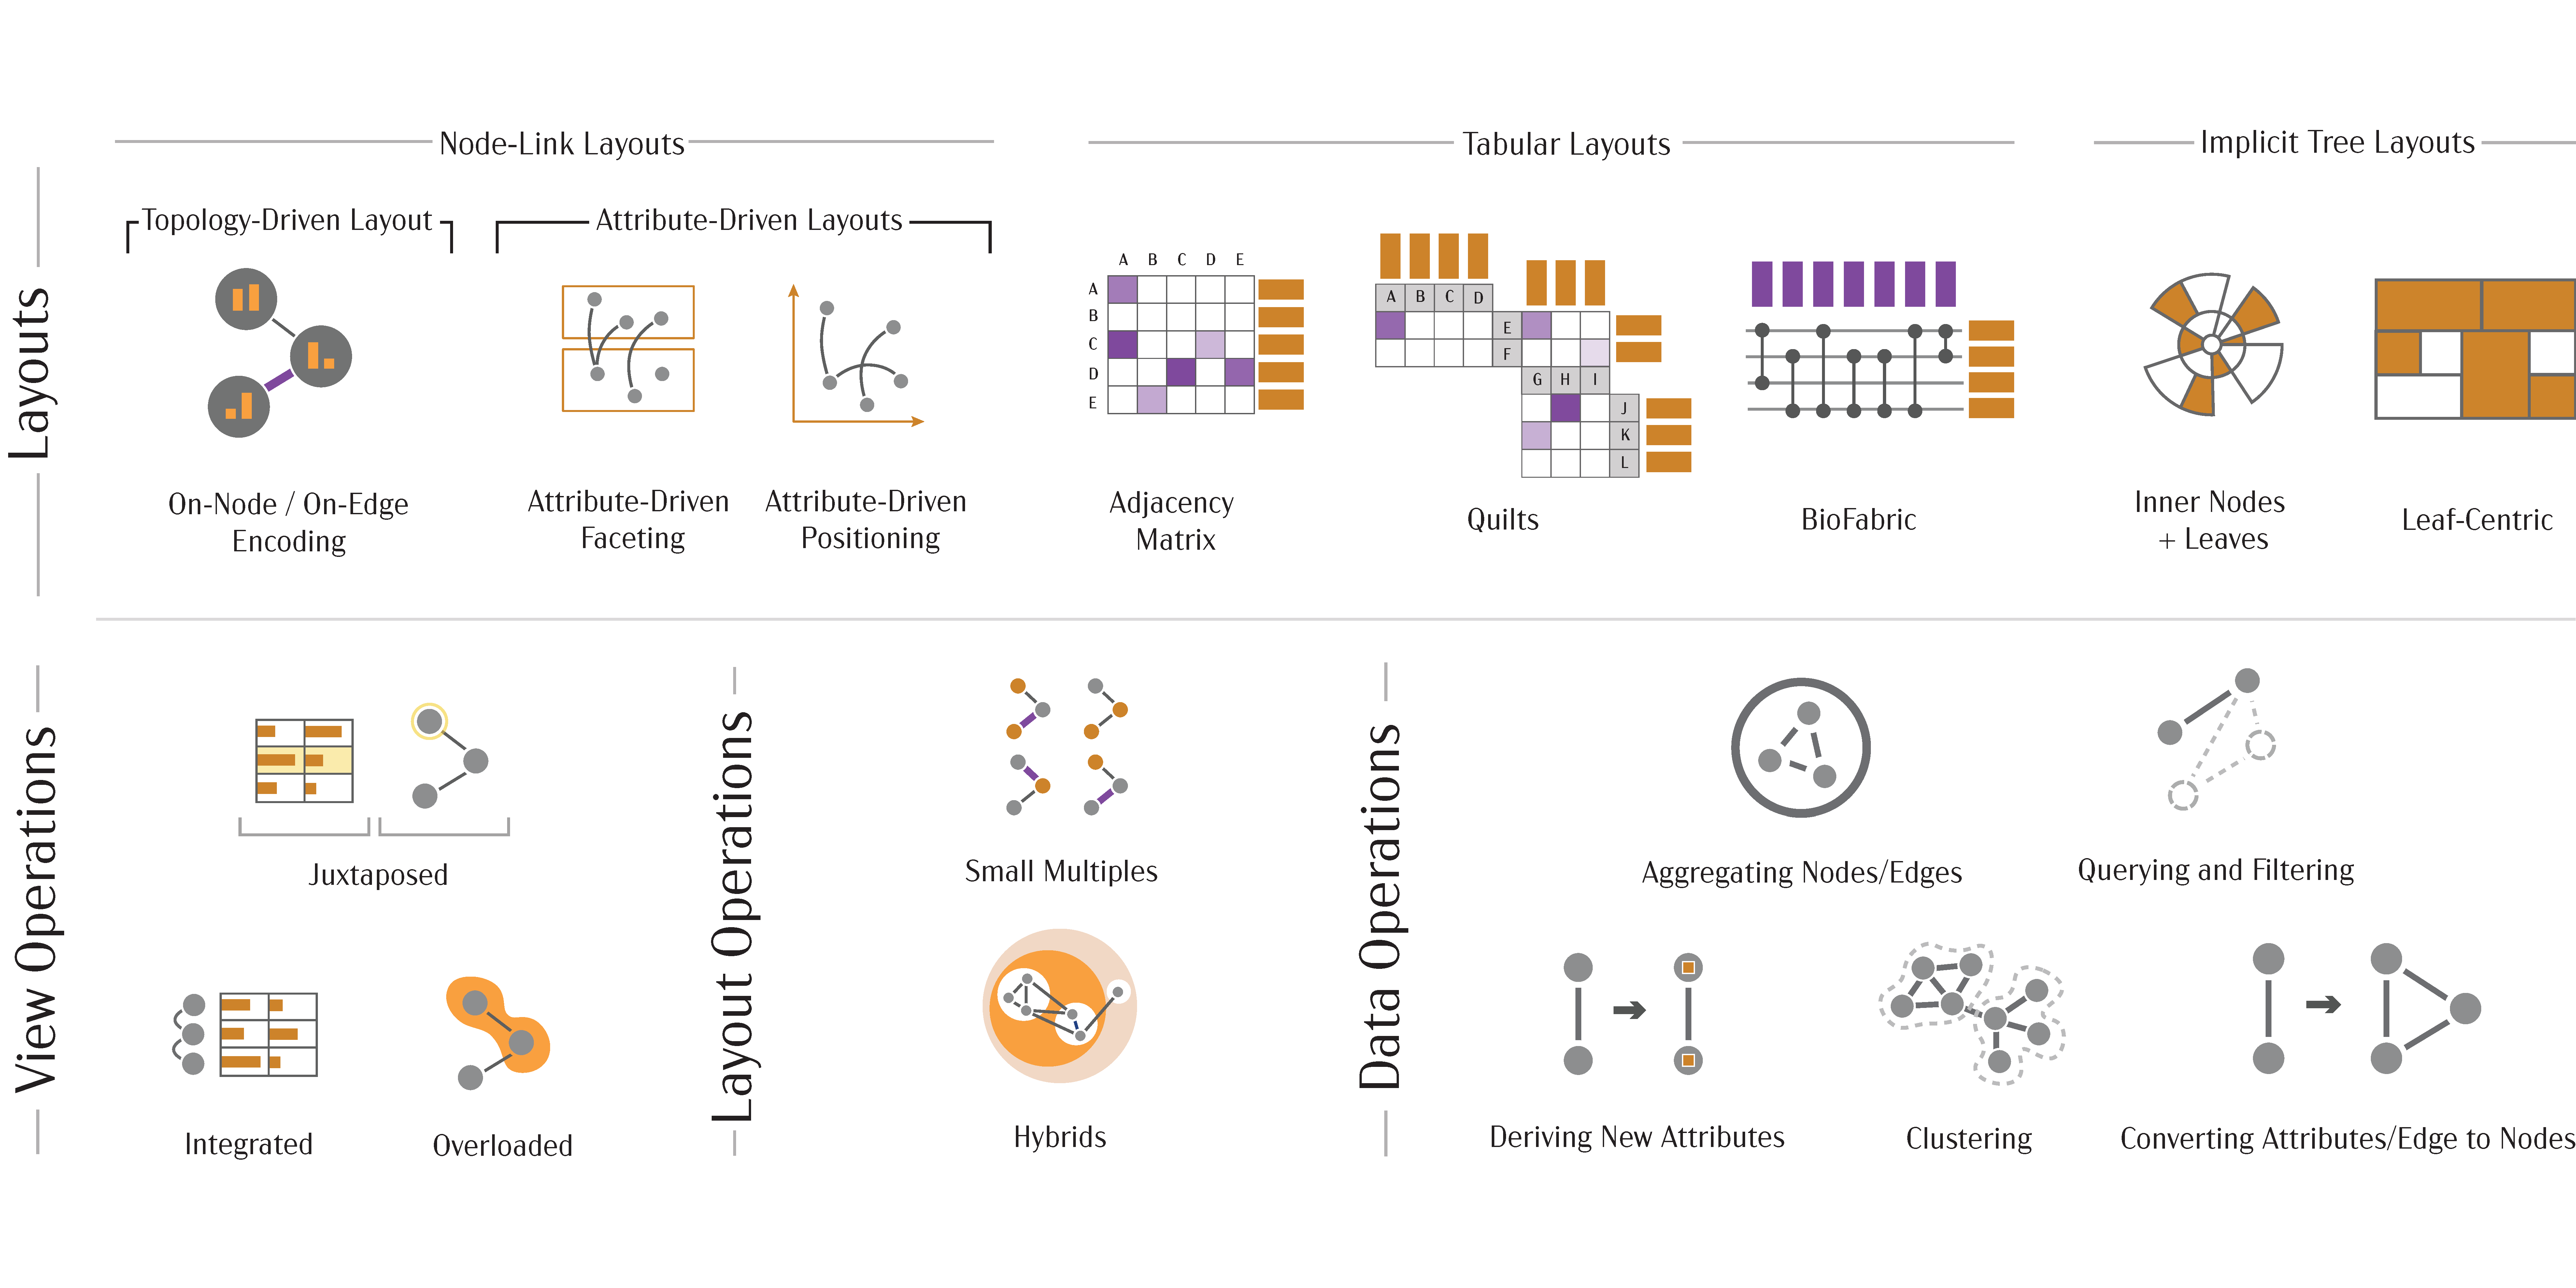 Node-Link Layouts
Tabular Layouts
Implicit Tree Layouts
Layouts
Topology-Driven Layout
Attribute-Driven Layouts
A B C D E
A
B
C
D
E
A B C D
E
F
G H I
J
K
L
On-Node / On-Edge
Encoding
Attribute-Driven
Faceting
Attribute-Driven
Positioning
Adjacency
Matrix
Quilts
BioFabric
Inner Nodes
+ Leaves
Leaf-Centric
View Operations
Juxtaposed
Integrated
Overloaded
Layout Operations
Small Multiples
Hybrids
Data Operations
Aggregating Nodes/Edges
Querying and Filtering
Deriving New Attributes
Clustering
Converting Attributes/Edge to Nodes